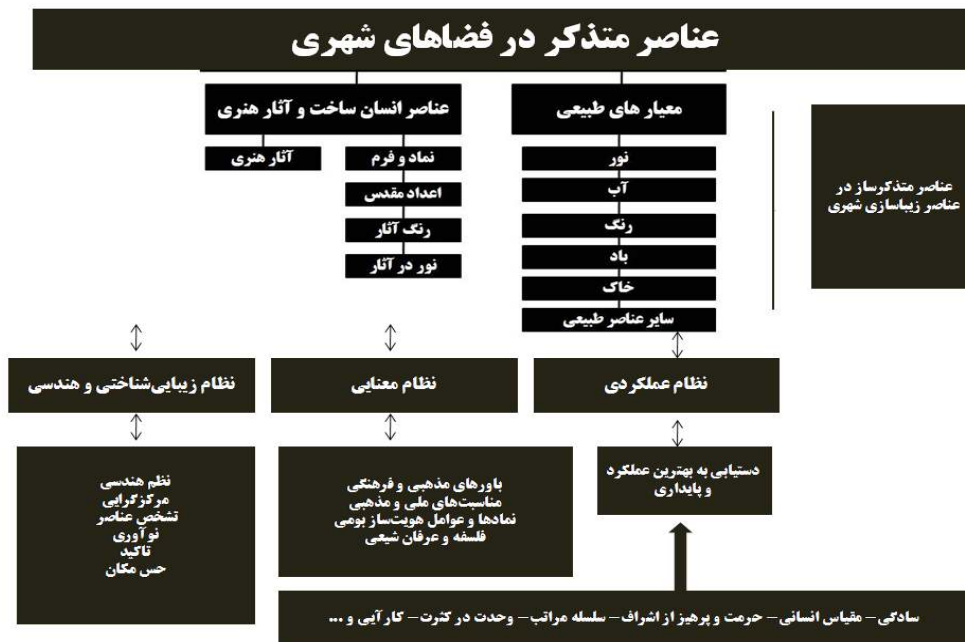 عناصر متذکر در فضاهای شهری
معیار های طبیعی
عناصر انسان ساخت و آثار هنری
عناصر متذکرساز در
عناصر زیباسازی شهری
نور
آب
رنگ
باد
خاک
سایر عناصر طبیعی
نماد و فرم
اعداد مقدس
رنگ آثار
نور در آثار
آثار هنری
نظام عملکردی
نظام معنایی
نظام زیبایی‌شناختی و هندسی
دستیابی به بهترین عملکرد
و پایداری
باورهای مذهبی و فرهنگی
مناسبت‌های ملی و مذهبی
نمادها و عوامل هویت‌ساز بومی
فلسفه و عرفان شیعی
نظم هندسی
مرکزگرایی
تشخص عناصر
نوآوری
تاکید
حس مکان
سادگی – مقیاس انسانی – حرمت و پرهیز از اشراف – سلسله مراتب – وحدت در کثرت – کارآیی و ...